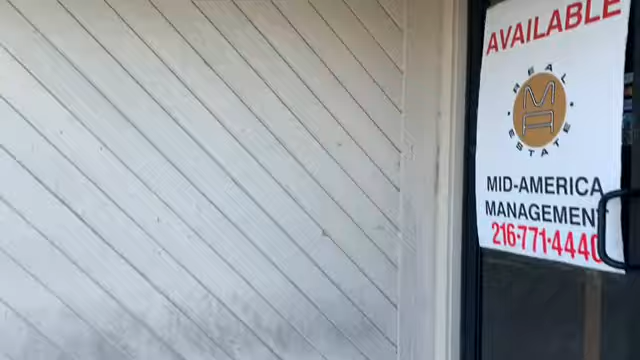 AVAILABLE
REAL
MA
ESTATE
MID-AMERICA
MANAGEMENT
216-771-4440